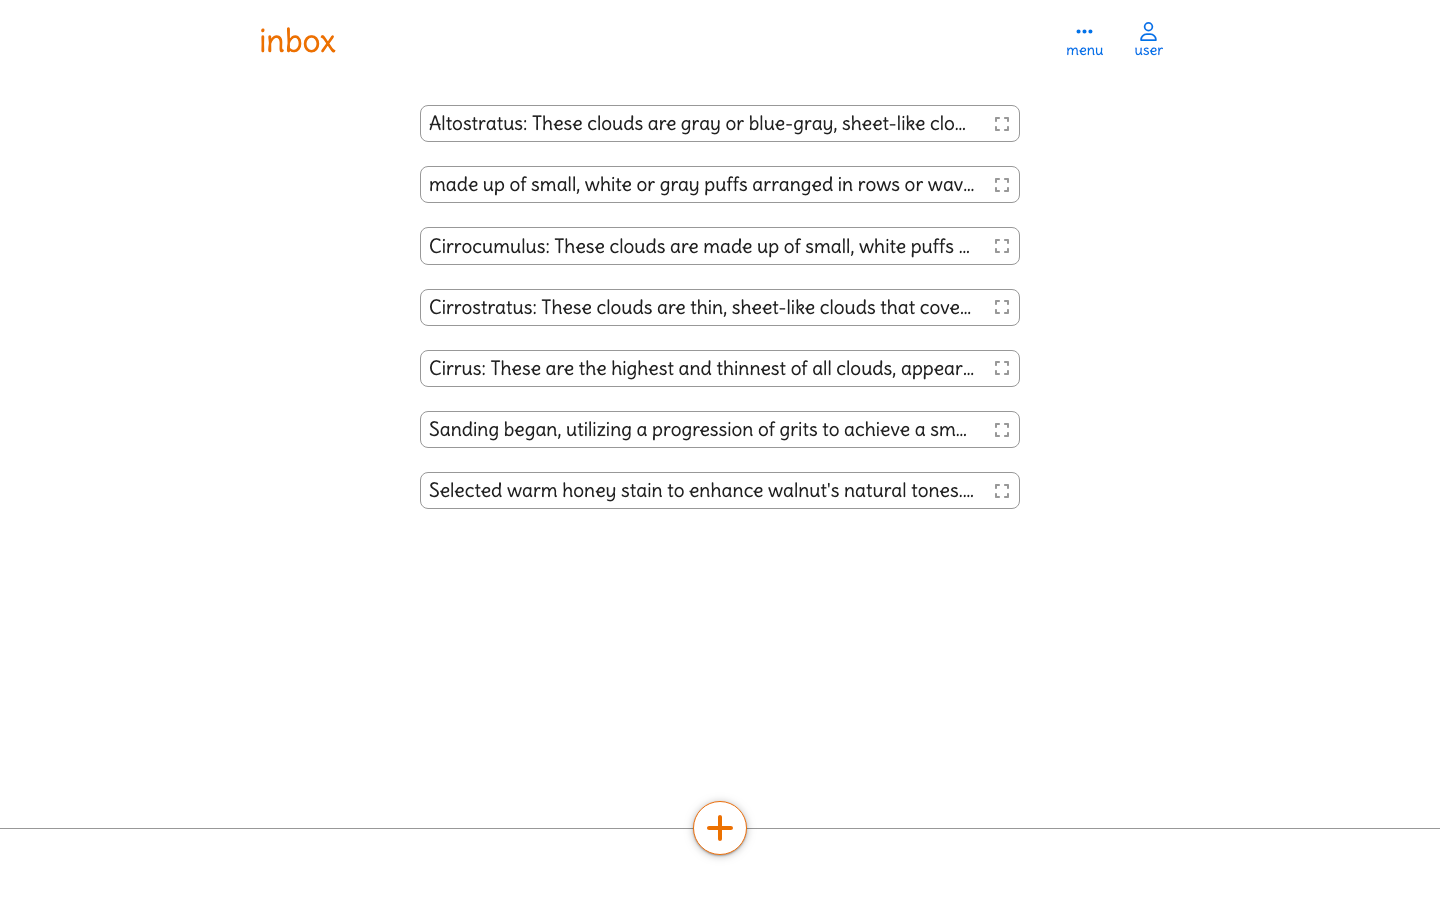 inbox
menu
user
Altostratus: These clouds are gray or blue-gray, sheet-like clo...
made up of small, white or gray puffs arranged in rows or wav...
Cirrocumulus: These clouds are made up of small, white puffs ...
Cirrostratus: These clouds are thin, sheet-like clouds that cove...
Cirrus: These are the highest and thinnest of all clouds, appear...
Sanding began, utilizing a progression of grits to achieve a sm...
Selected warm honey stain to enhance walnut's natural tones....